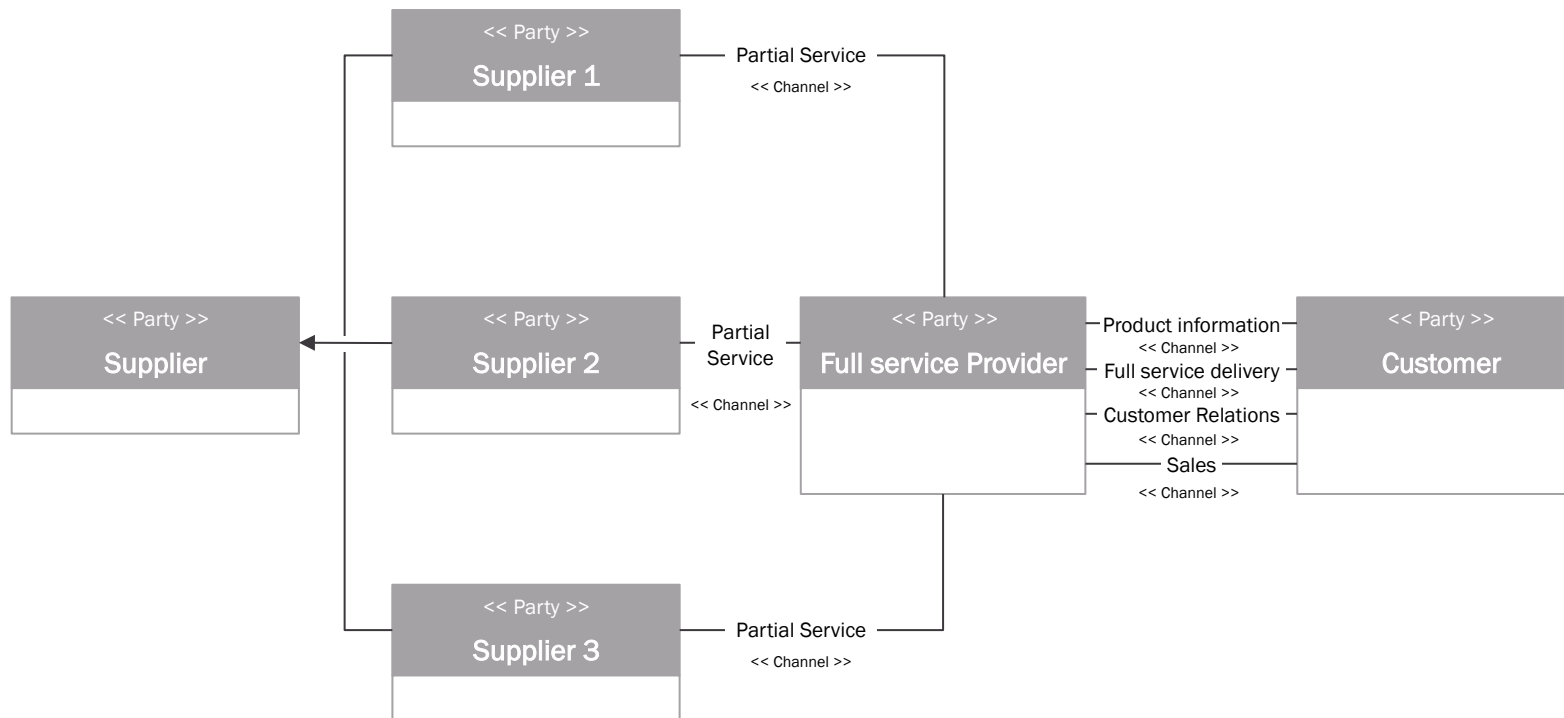 << Party >>
Supplier 1
Partial Service
<< Channel >>
<< Party >>
Supplier
<< Party >>
Supplier 2
Partial
Service
<< Channel >>
<< Party >>
Full service Provider
Product information
<< Channel >>
Full service delivery
<< Channel >>
Customer Relations
<< Channel >>
Sales
<< Channel >>
<< Party >>
Customer
<< Party >>
Supplier 3
Partial Service
<< Channel >>